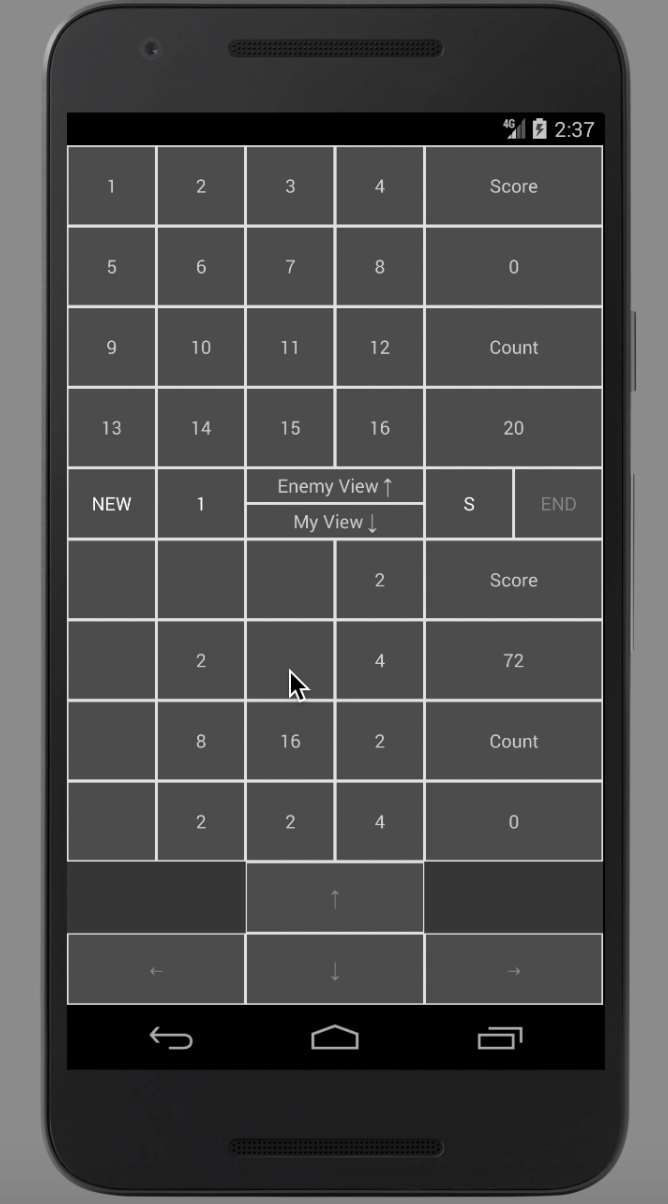 4G 2:37
1 2 3 4 Score
5 6 7 8 0
9 10 11 12 Count
13 14 15 16 20
NEW 1 Enemy View ↑ S END
My View ↓
2 Score
2 4 72
8 16 2 Count
2 2 4 0
↑
← ↓ →